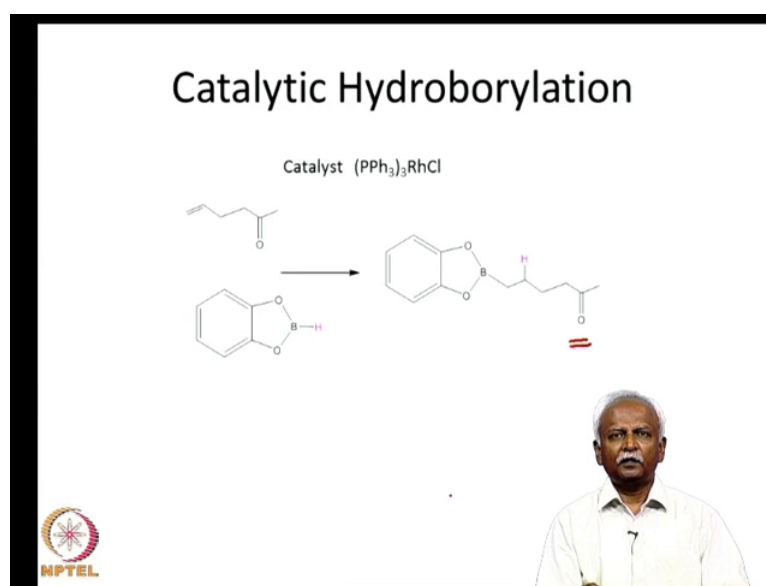 Catalytic Hydroborylation
Catalyst (PPh₃)₃RhCl
O
O
B—H
O
O
B
O
H
O
NPTEL